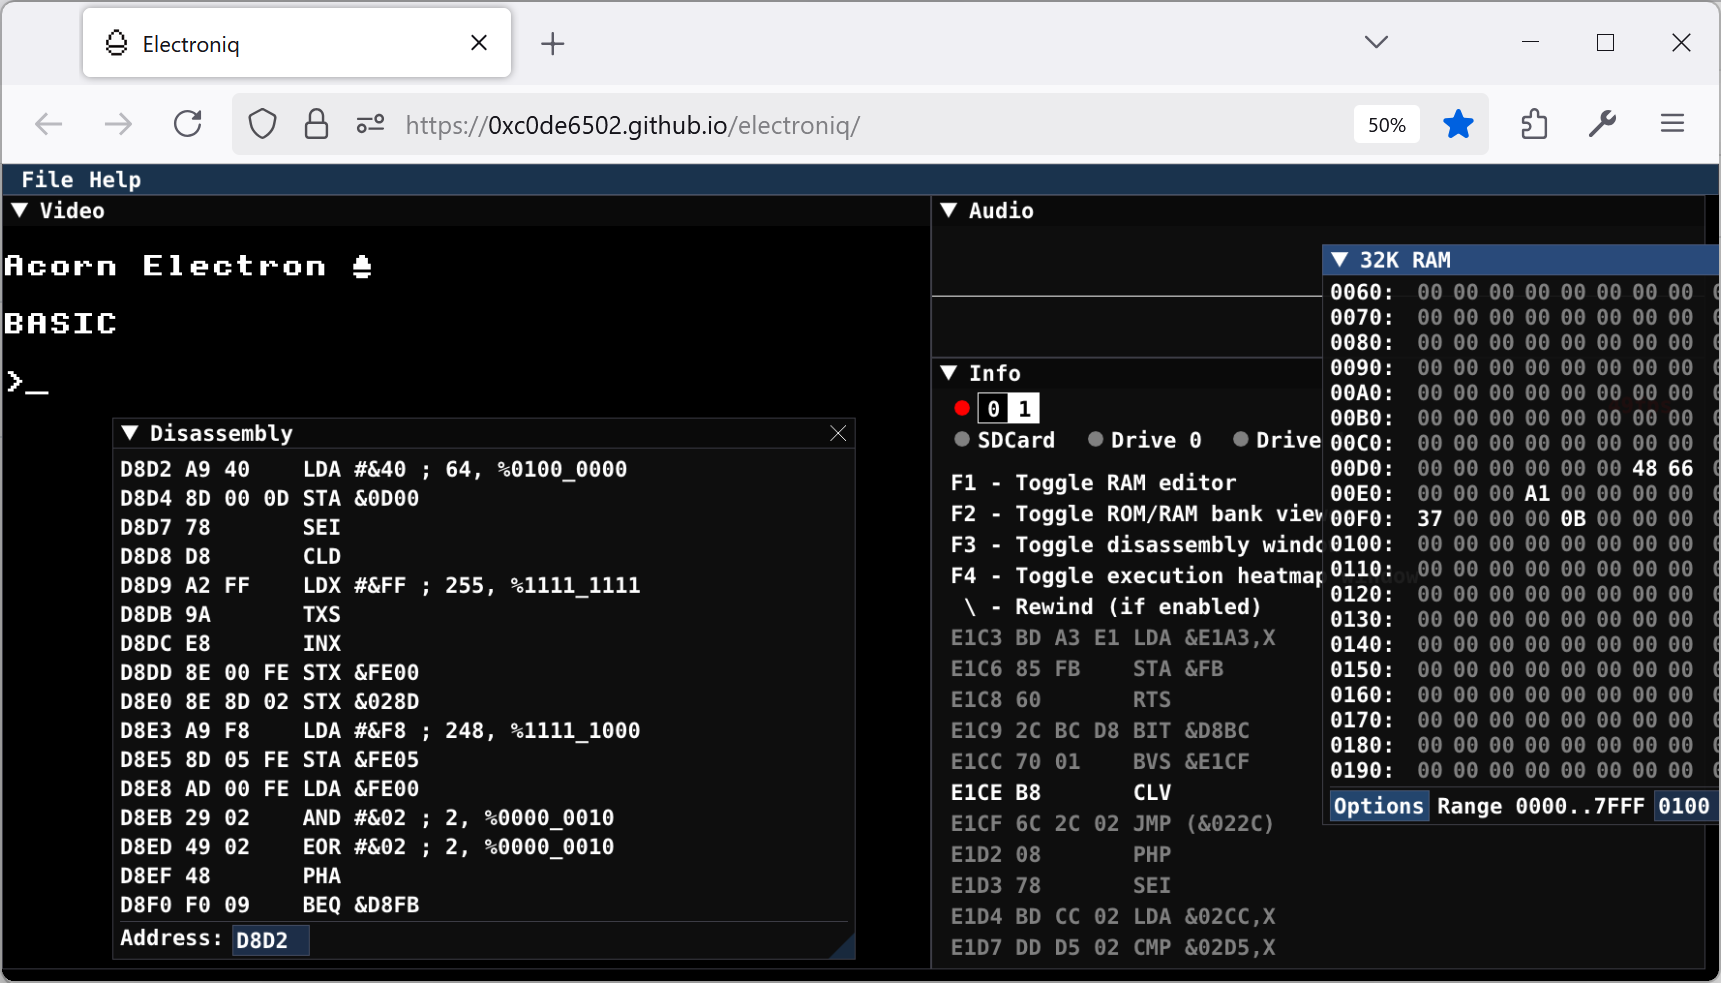 Electroniq
https://0xc0de6502.github.io/electroniq/
50%
File Help
Video
Acorn Electron
BASIC
>_
Disassembly
D8D2 A9 40 LDA #&40 ; 64, %0100_0000
D8D4 8D 00 0D STA &0D00
D8D7 78 SEI
D8D8 D8 CLD
D8D9 A2 FF LDX #&FF ; 255, %1111_1111
D8DB 9A TXS
D8DC E8 INX
D8DD 8E 00 FE STX &FE00
D8E0 8E 8D 02 STX &028D
D8E3 A9 F8 LDA #&F8 ; 248, %1111_1000
D8E5 8D 05 FE STA &FE05
D8E8 AD 00 FE LDA &FE00
D8EB 29 02 AND #&02 ; 2, %0000_0010
D8ED 49 02 EOR #&02 ; 2, %0000_0010
D8EF 48 PHA
D8F0 F0 09 BEQ &D8FB
Address: D8D2
Audio
Info
0 1
SDCard Drive 0 Drive
F1 - Toggle RAM editor
F2 - Toggle ROM/RAM bank view
F3 - Toggle disassembly windo
F4 - Toggle execution heatmap
\ - Rewind (if enabled)
E1C3 BD A3 E1 LDA &E1A3,X
E1C6 85 FB STA &FB
E1C8 60 RTS
E1C9 2C BC D8 BIT &D8BC
E1CC 70 01 BVS &E1CF
E1CE B8 CLV
E1CF 6C 2C 02 JMP (&022C)
E1D2 08 PHP
E1D3 78 SEI
E1D4 BD CC 02 LDA &02CC,X
E1D7 DD D5 02 CMP &02D5,X
32K RAM
0060: 00 00 00 00 00 00 00 00
0070: 00 00 00 00 00 00 00 00
0080: 00 00 00 00 00 00 00 00
0090: 00 00 00 00 00 00 00 00
00A0: 00 00 00 00 00 00 00 00
00B0: 00 00 00 00 00 00 00 00
00C0: 00 00 00 00 00 00 00 00
00D0: 00 00 00 00 00 00 48 66
00E0: 00 00 00 A1 00 00 00 00
00F0: 37 00 00 00 0B 00 00 00
0100: 00 00 00 00 00 00 00 00
0110: 00 00 00 00 00 00 00 00
0120: 00 00 00 00 00 00 00 00
0130: 00 00 00 00 00 00 00 00
0140: 00 00 00 00 00 00 00 00
0150: 00 00 00 00 00 00 00 00
0160: 00 00 00 00 00 00 00 00
0170: 00 00 00 00 00 00 00 00
0180: 00 00 00 00 00 00 00 00
0190: 00 00 00 00 00 00 00 00
Options Range 0000..7FFF 0100